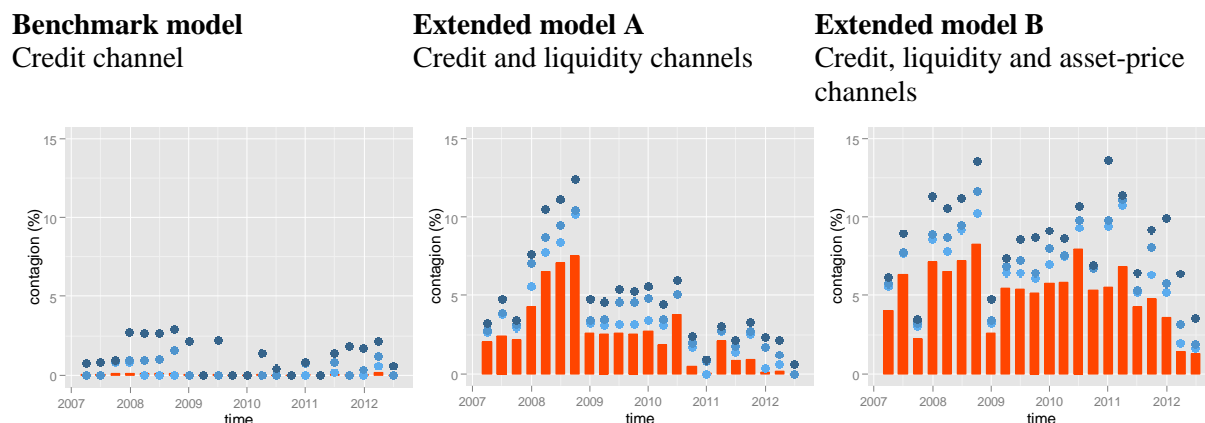 Benchmark model
Credit channel
Extended model A
Credit and liquidity channels
Extended model B
Credit, liquidity and asset-price
channels
contagion (%)
15
10
5
0
2007 2008 2009 2010 2011 2012
time
contagion (%)
15
10
5
0
2007 2008 2009 2010 2011 2012
time
contagion (%)
15
10
5
0
2007 2008 2009 2010 2011 2012
time